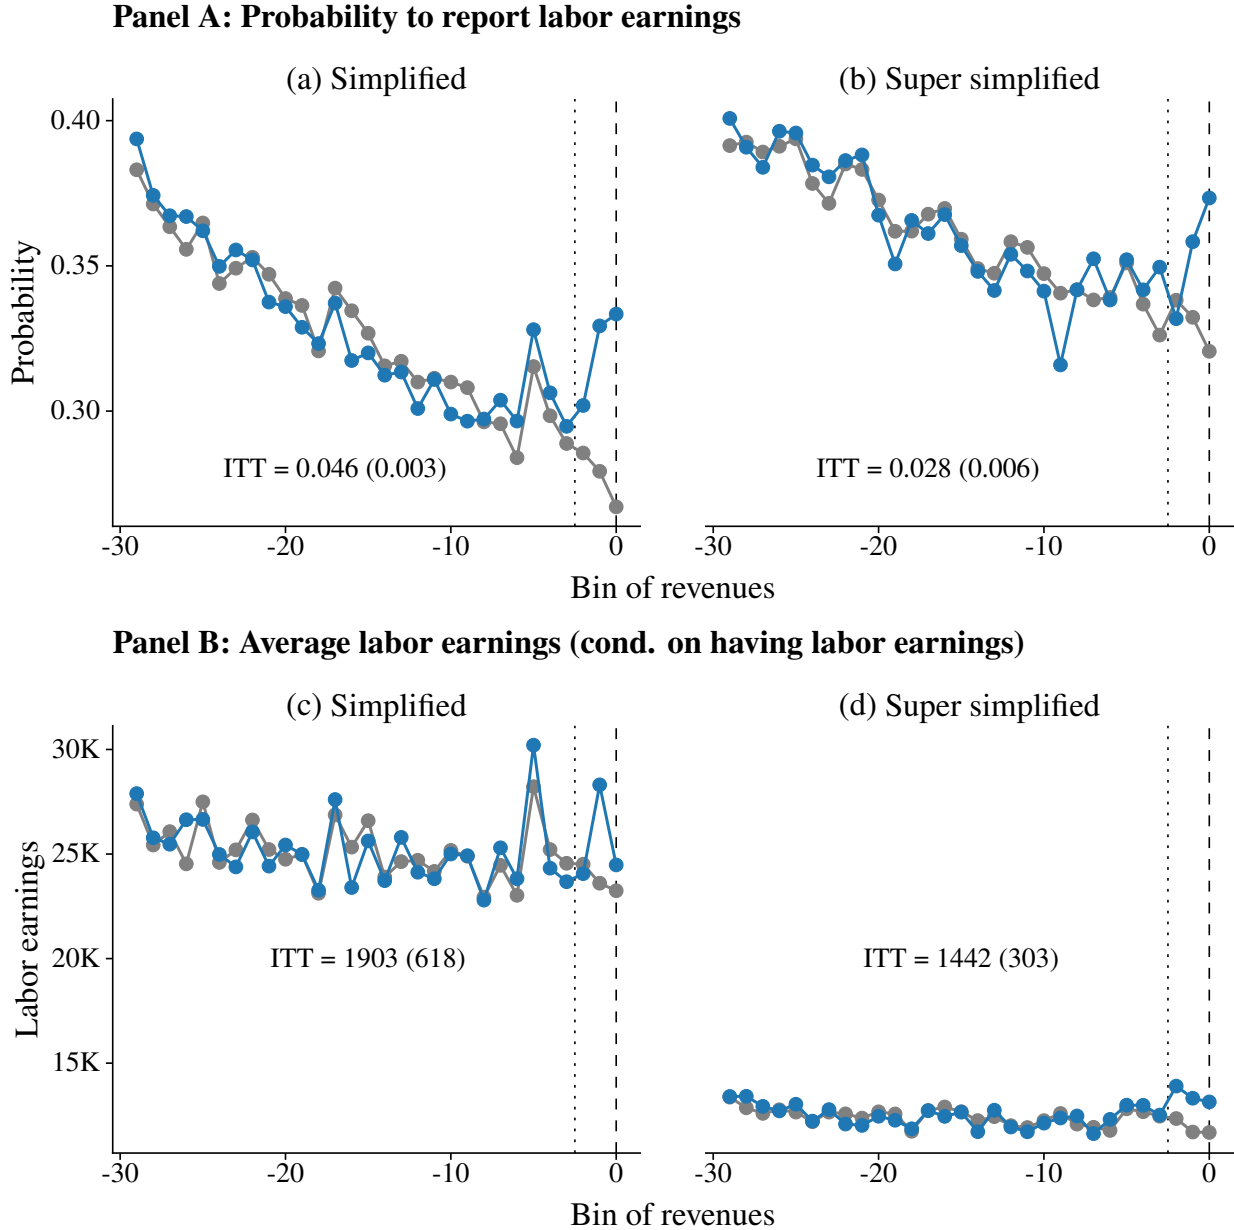 Panel A: Probability to report labor earnings
(a) Simplified
(b) Super simplified
0.40
0.35
0.30
Probability
ITT = 0.046 (0.003)
ITT = 0.028 (0.006)
-30 -20 -10 0
-30 -20 -10 0
Bin of revenues
Panel B: Average labor earnings (cond. on having labor earnings)
(c) Simplified
(d) Super simplified
30K
25K
20K
15K
Labor earnings
ITT = 1903 (618)
ITT = 1442 (303)
-30 -20 -10 0
-30 -20 -10 0
Bin of revenues